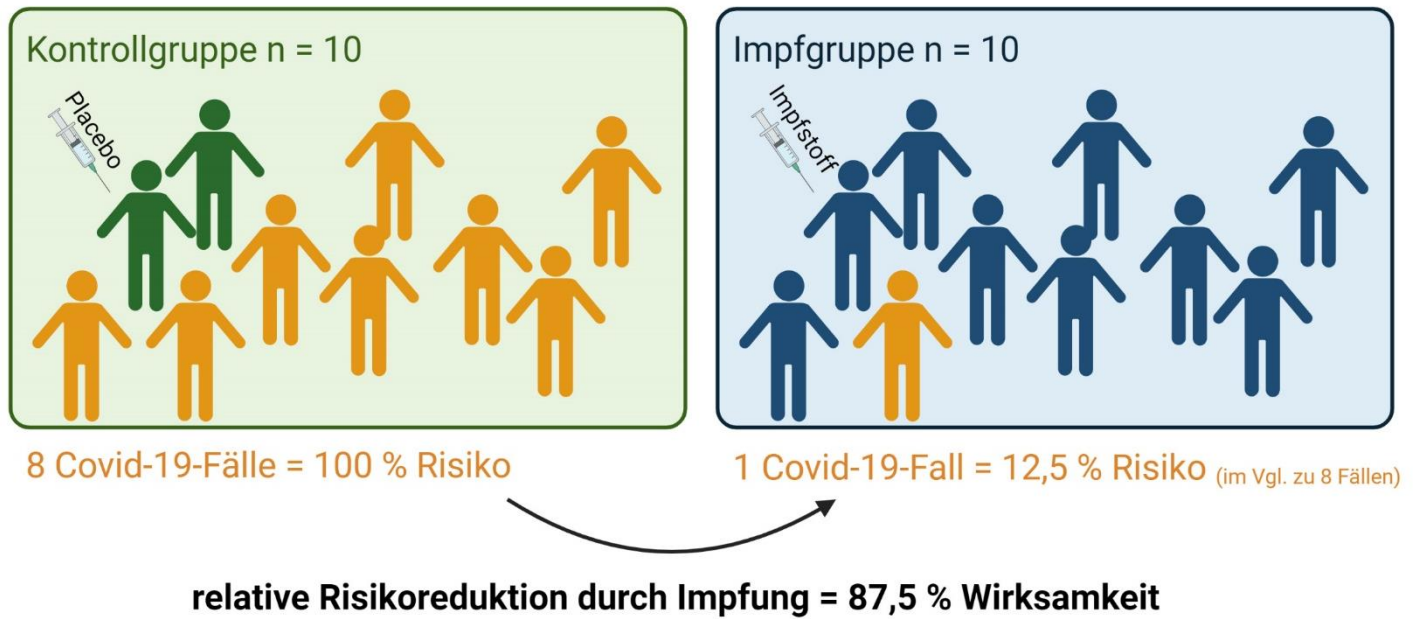 Kontrollgruppe n = 10
Placebo
Impfgruppe n = 10
Impfstoff
8 Covid-19-Fälle = 100 % Risiko
1 Covid-19-Fall = 12,5 % Risiko (im Vgl. zu 8 Fällen)
relative Risikoreduktion durch Impfung = 87,5 % Wirksamkeit